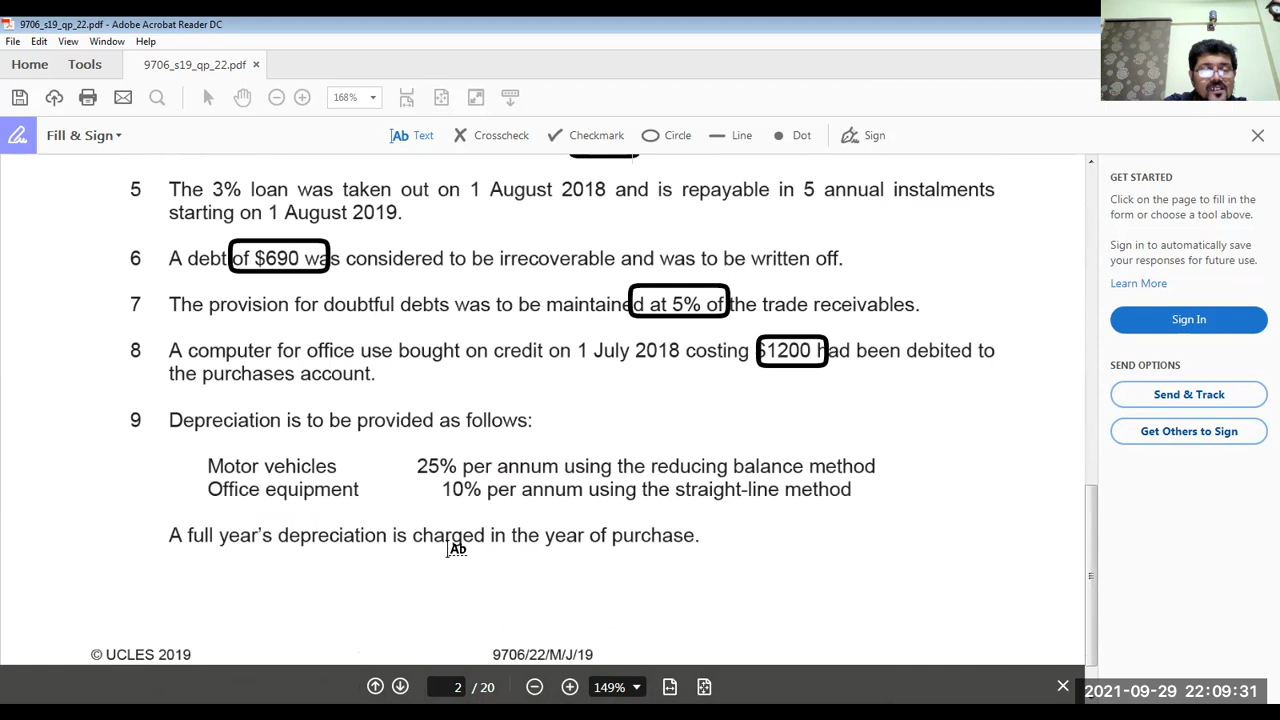 9706_s19_qp_22.pdf - Adobe Acrobat Reader DC
File Edit View Window Help
Home Tools 9706_s19_qp_22.pdf ×
168%
Fill & Sign
Ab Text Crosscheck Checkmark Circle Line Dot Sign
5 The 3% loan was taken out on 1 August 2018 and is repayable in 5 annual instalments
starting on 1 August 2019.
6 A debt of $690 was considered to be irrecoverable and was to be written off.
7 The provision for doubtful debts was to be maintained at 5% of the trade receivables.
8 A computer for office use bought on credit on 1 July 2018 costing $1200 had been debited to
the purchases account.
9 Depreciation is to be provided as follows:
Motor vehicles 25% per annum using the reducing balance method
Office equipment 10% per annum using the straight-line method
A full year's depreciation is charged in the year of purchase.
Ab
© UCLES 2019 9706/22/M/J/19
2 / 20 149%
GET STARTED
Click on the page to fill in the
form or choose a tool above.
Sign in to automatically save
your responses for future use.
Learn More
Sign In
SEND OPTIONS
Send & Track
Get Others to Sign
2021-09-29 22:09:31